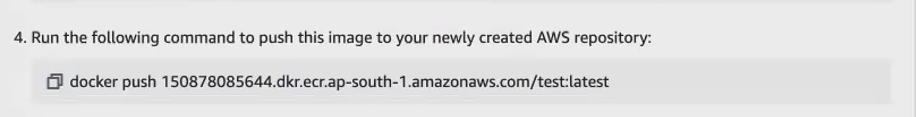 4. Run the following command to push this image to your newly created AWS repository:
docker push 150878085644.dkr.ecr.ap-south-1.amazonaws.com/test:latest